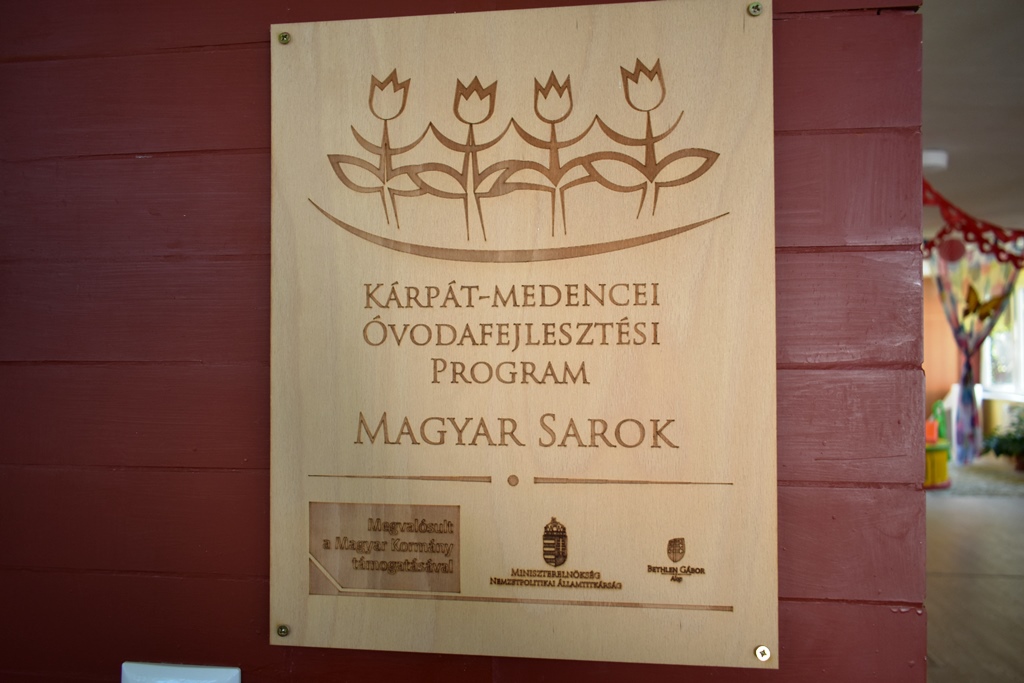 KÁRPÁT-MEDENCEI
ÓVODAFEJLESZTÉSI
PROGRAM
MAGYAR SAROK
Megvalósult
a Magyar Kormány
támogatásával
MINISZTERELNÖKSÉG
NEMZETPOLITIKAI ÁLLAMTITKÁRSÁG
BETHLEN GÁBOR
Alap